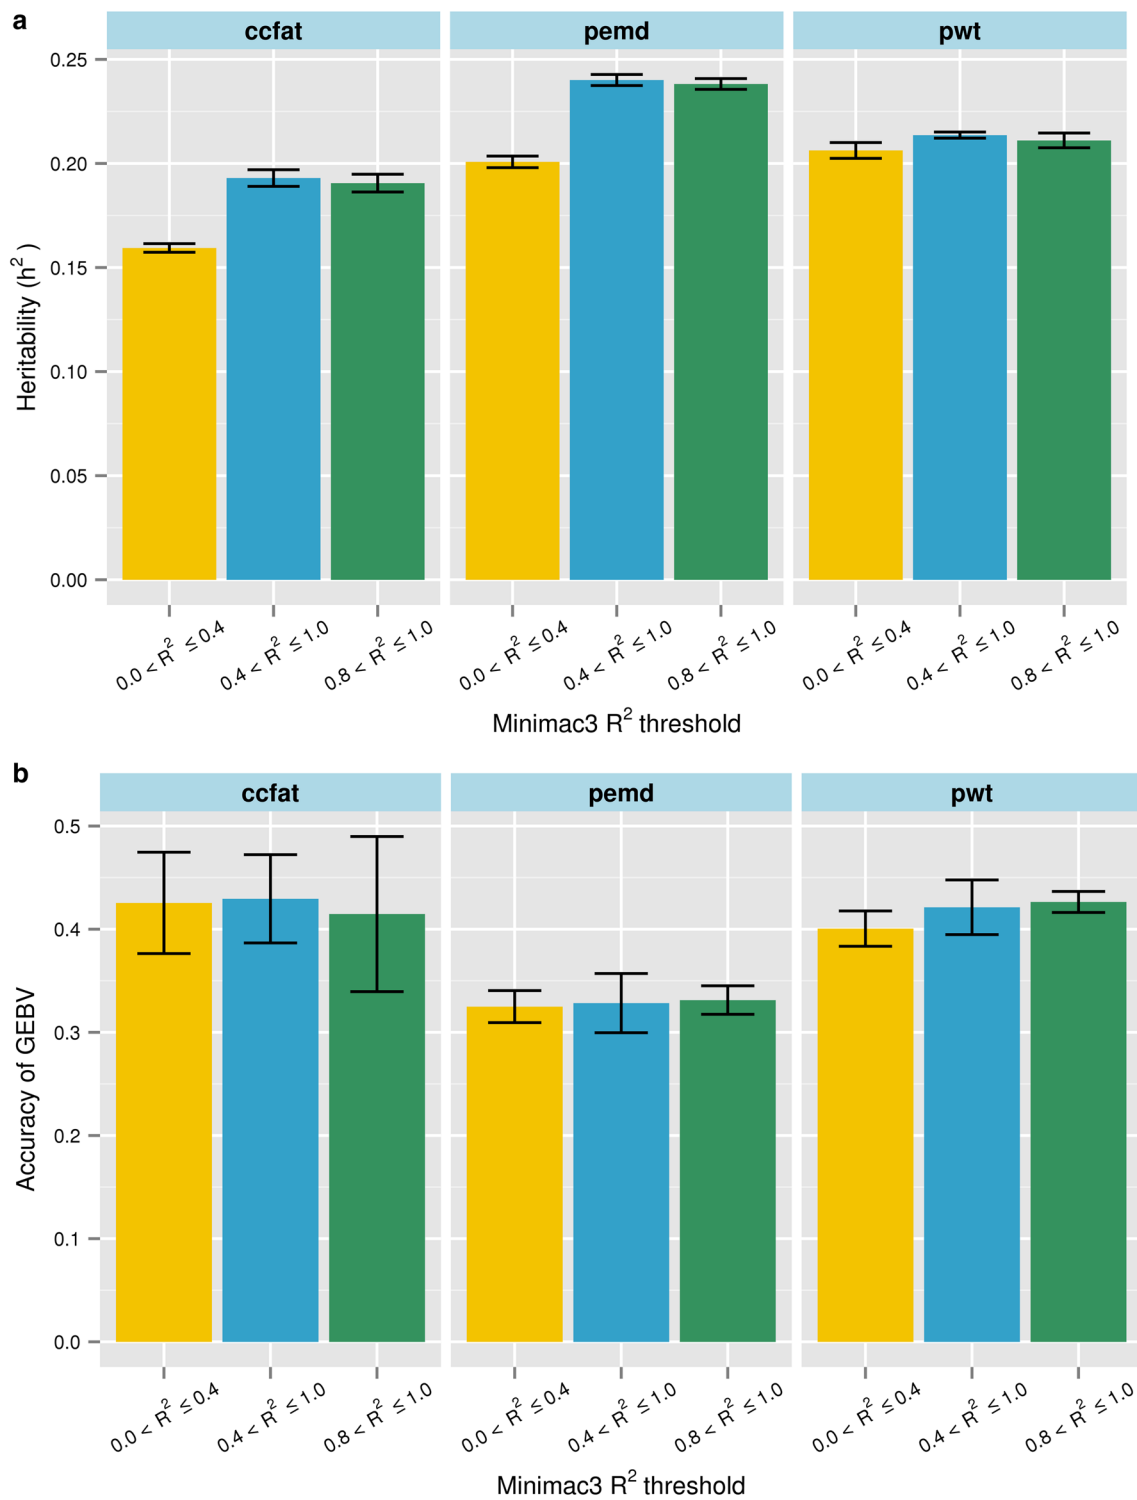 a
ccfat pemd pwt
0.25
0.20
0.15
0.10
0.05
0.00
Heritability (h² )
0.0 < R² ≤ 0.4 0.4 < R² ≤ 1.0 0.8 < R² ≤ 1.0 0.0 < R² ≤ 0.4 0.4 < R² ≤ 1.0 0.8 < R² ≤ 1.0 0.0 < R² ≤ 0.4 0.4 < R² ≤ 1.0 0.8 < R² ≤ 1.0
Minimac3 R² threshold
b
ccfat pemd pwt
0.5
0.4
0.3
0.2
0.1
0.0
Accuracy of GEBV
0.0 < R² ≤ 0.4 0.4 < R² ≤ 1.0 0.8 < R² ≤ 1.0 0.0 < R² ≤ 0.4 0.4 < R² ≤ 1.0 0.8 < R² ≤ 1.0 0.0 < R² ≤ 0.4 0.4 < R² ≤ 1.0 0.8 < R² ≤ 1.0
Minimac3 R² threshold